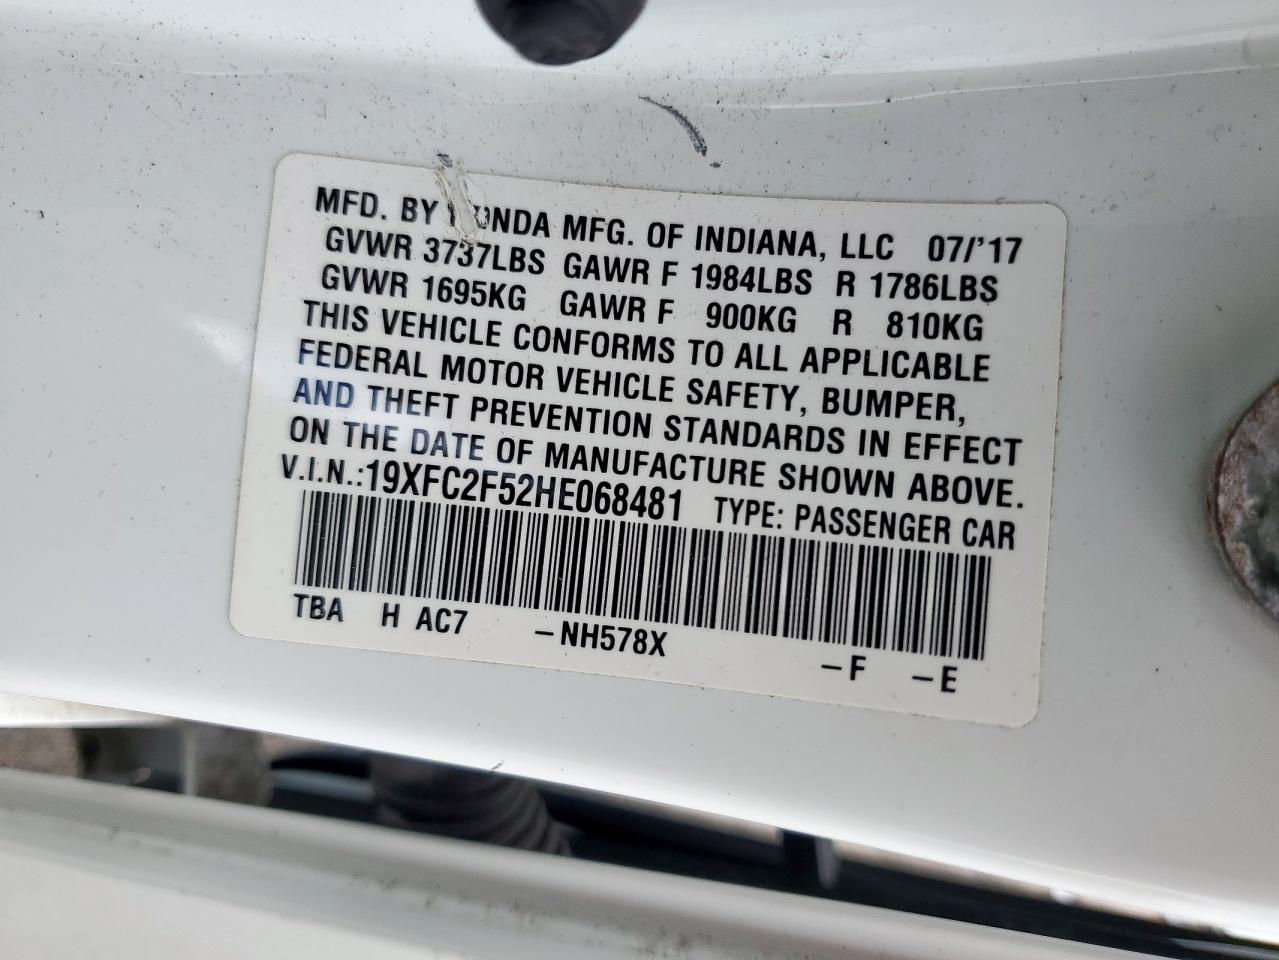 MFD. BY HONDA MFG. OF INDIANA, LLC 07/'17
GVWR 3737LBS GAWR F 1984LBS R 1786LBS
GVWR 1695KG GAWR F 900KG R 810KG
THIS VEHICLE CONFORMS TO ALL APPLICABLE
FEDERAL MOTOR VEHICLE SAFETY, BUMPER,
AND THEFT PREVENTION STANDARDS IN EFFECT
ON THE DATE OF MANUFACTURE SHOWN ABOVE.
V.I.N.:19XFC2F52HE068481 TYPE: PASSENGER CAR
TBA H AC7 –NH578X –F –E